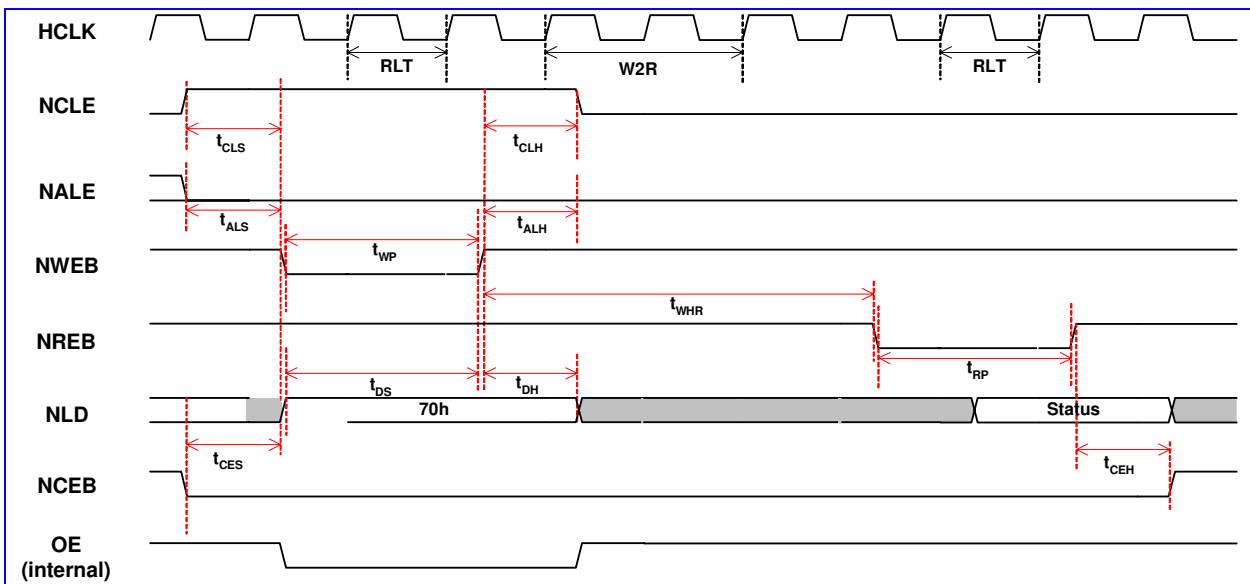 HCLK
RLT
W2R
RLT
NCLE
tCLS
tCLH
NALE
tALS
tALH
NWEB
tWP
tWHR
NREB
tRP
tDS
tDH
NLD
70h
Status
tCES
tCEH
NCEB
OE
(internal)